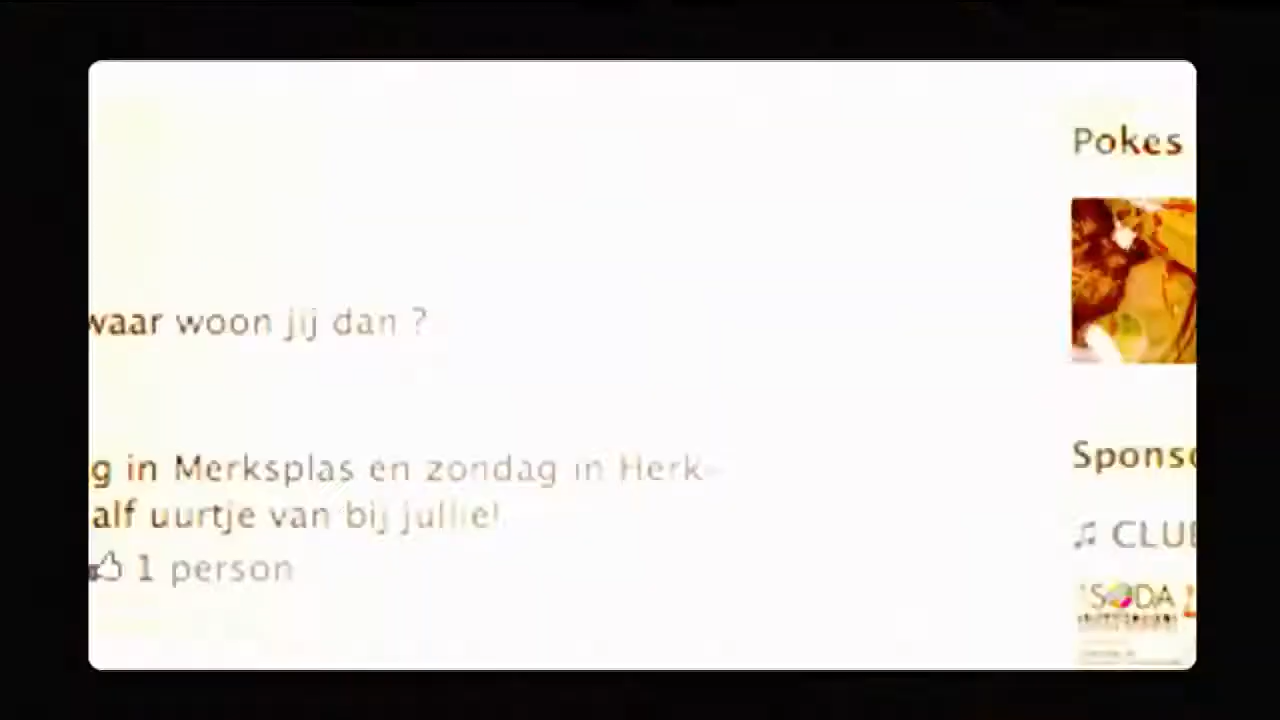 Pokes
waar woon jij dan ?
g in Merksplas en zondag in Herk-
alf uurtje van bij jullie!
1 person
Sponso
♫ CLUB
SODA